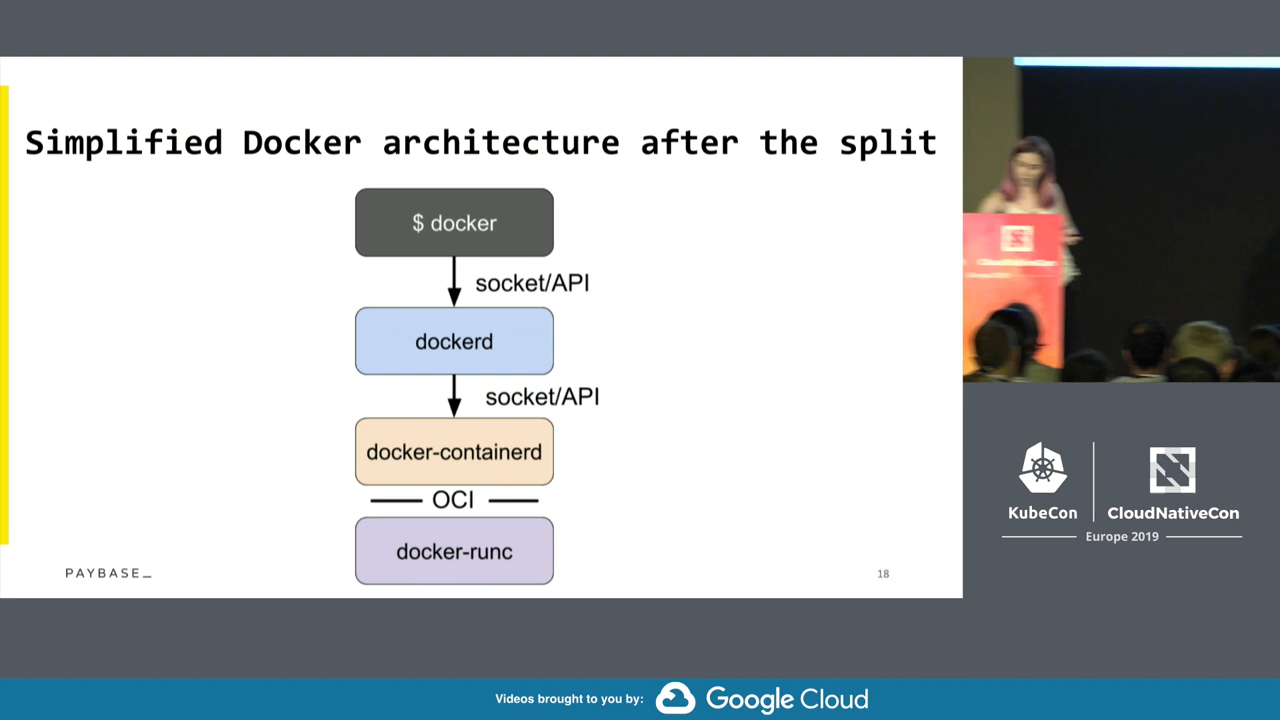 Simplified Docker architecture after the split
$ docker
socket/API
dockerd
socket/API
docker-containerd
OCI
docker-runc
PAYBASE_
18
KubeCon
CloudNativeCon
Europe 2019
Videos brought to you by:
Google Cloud